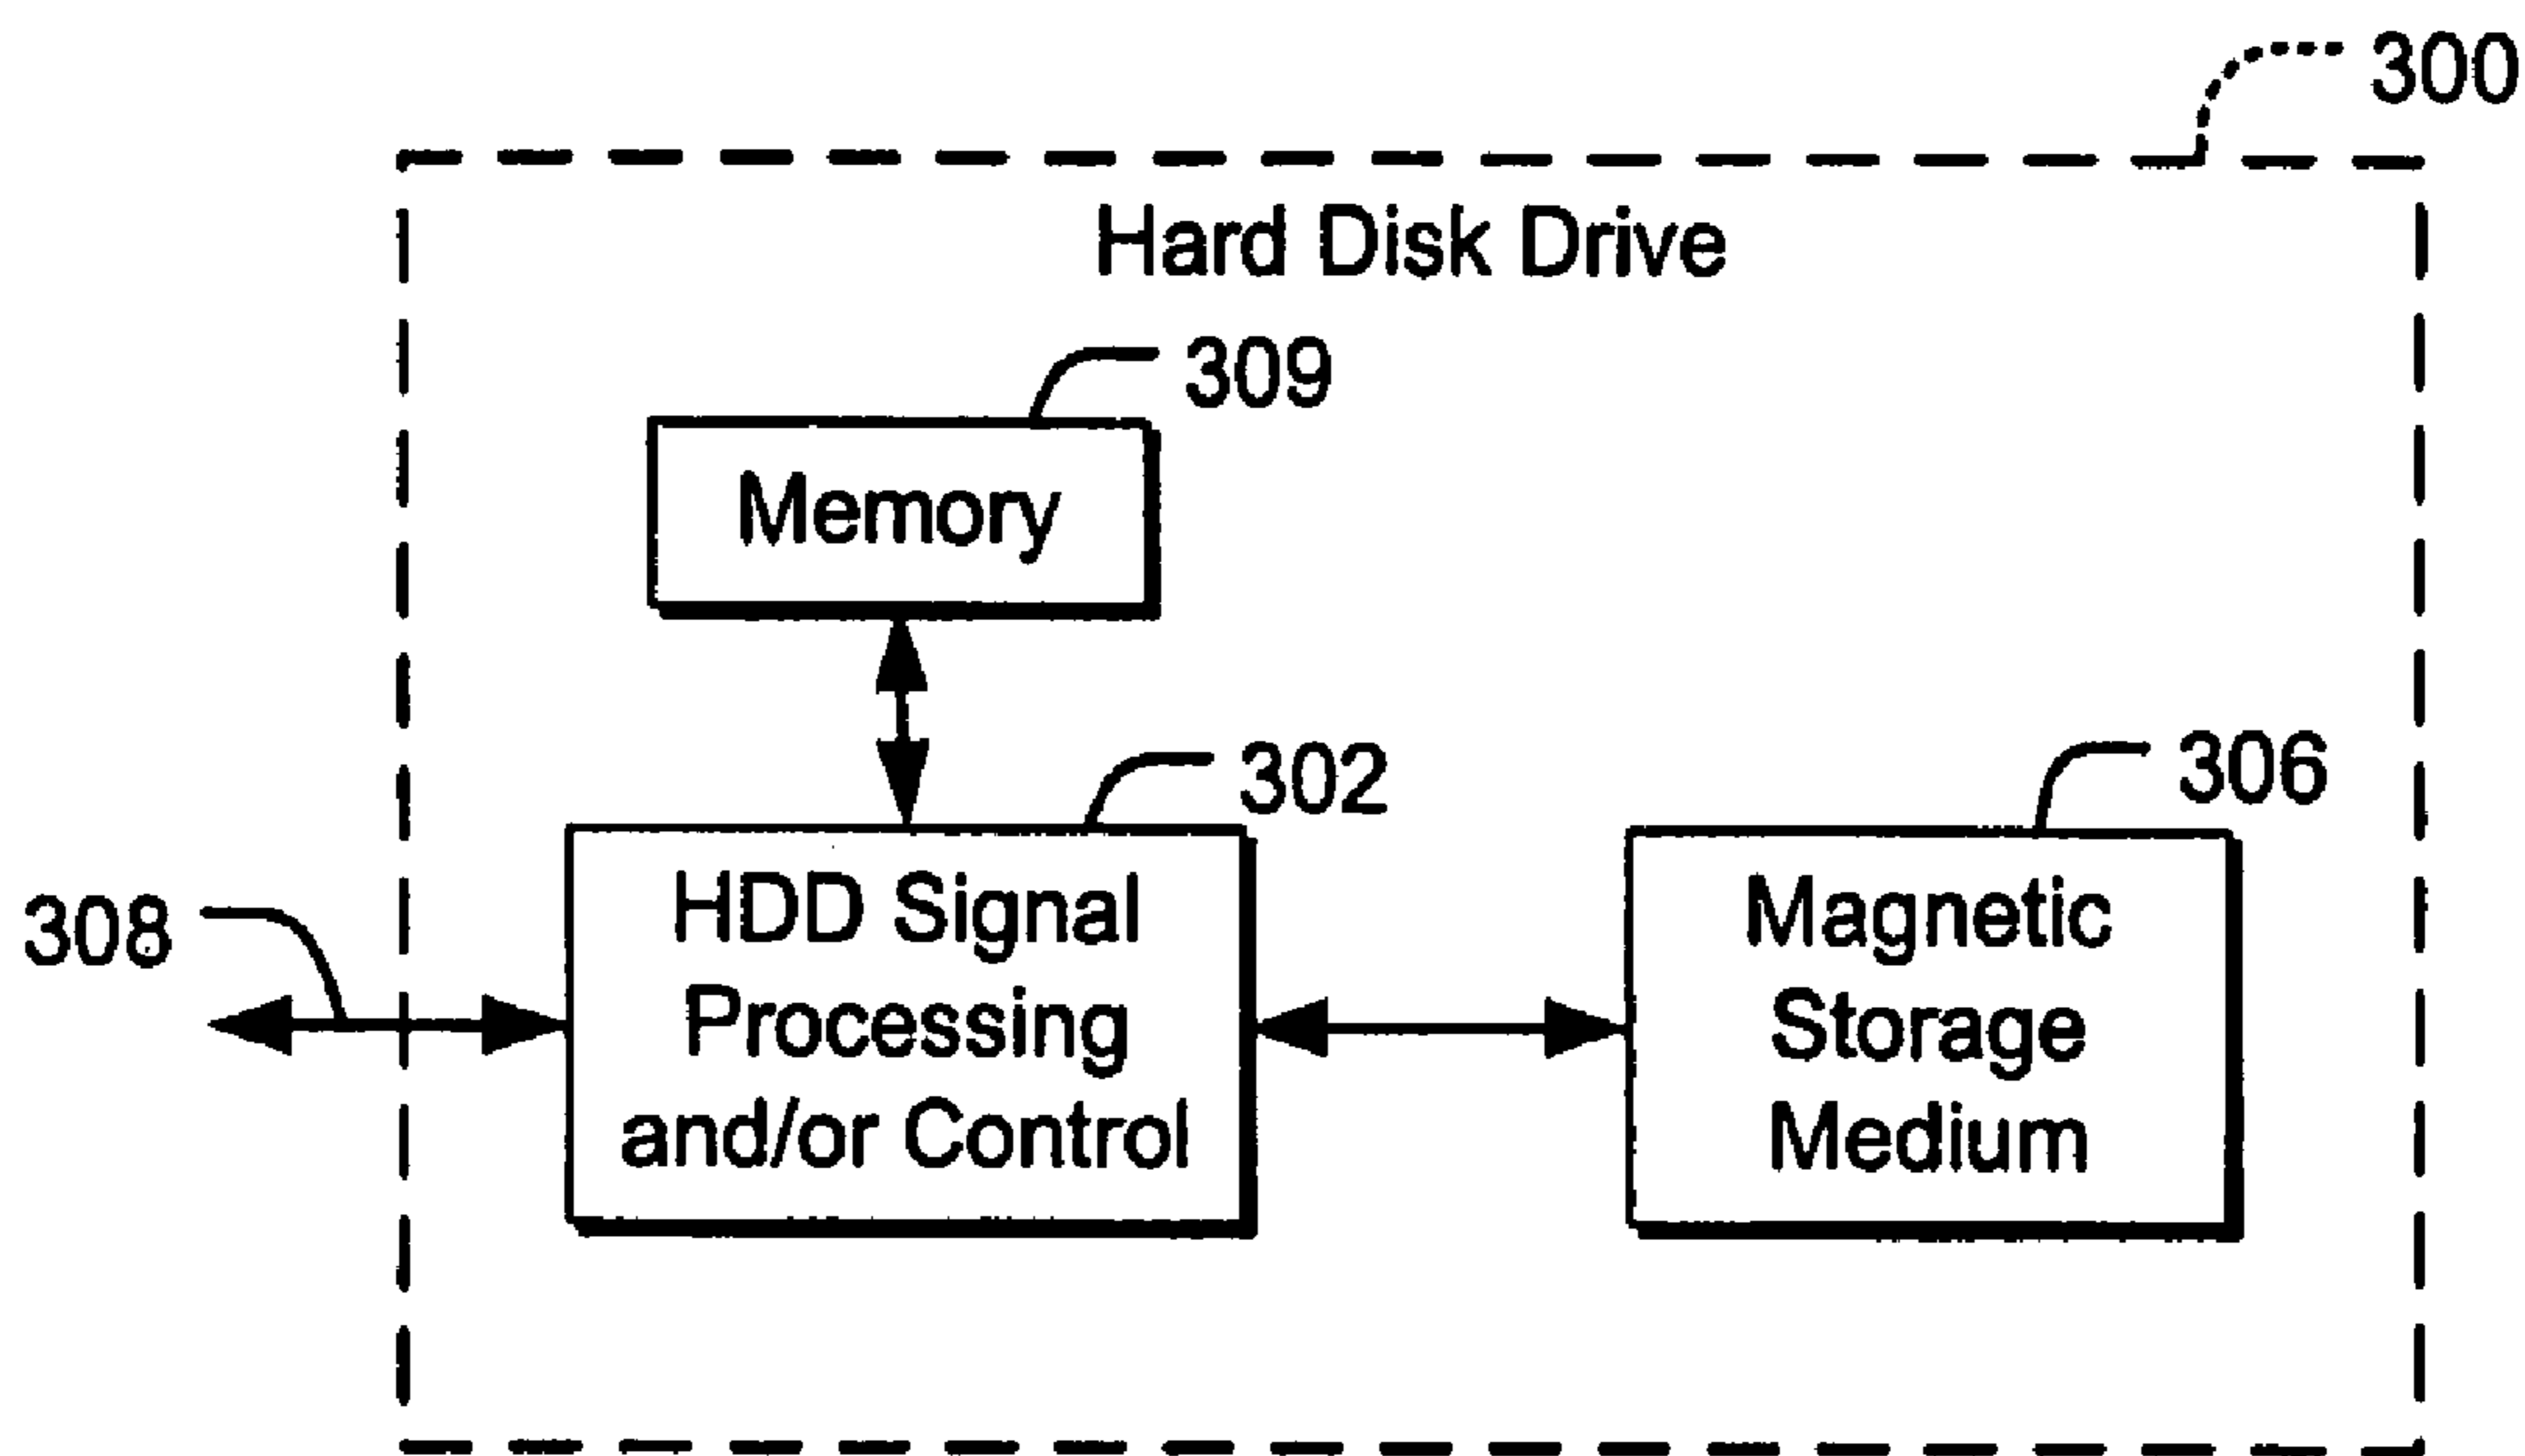 300
Hard Disk Drive
309
Memory
302
306
308
HDD Signal
Processing
and/or Control
Magnetic
Storage
Medium